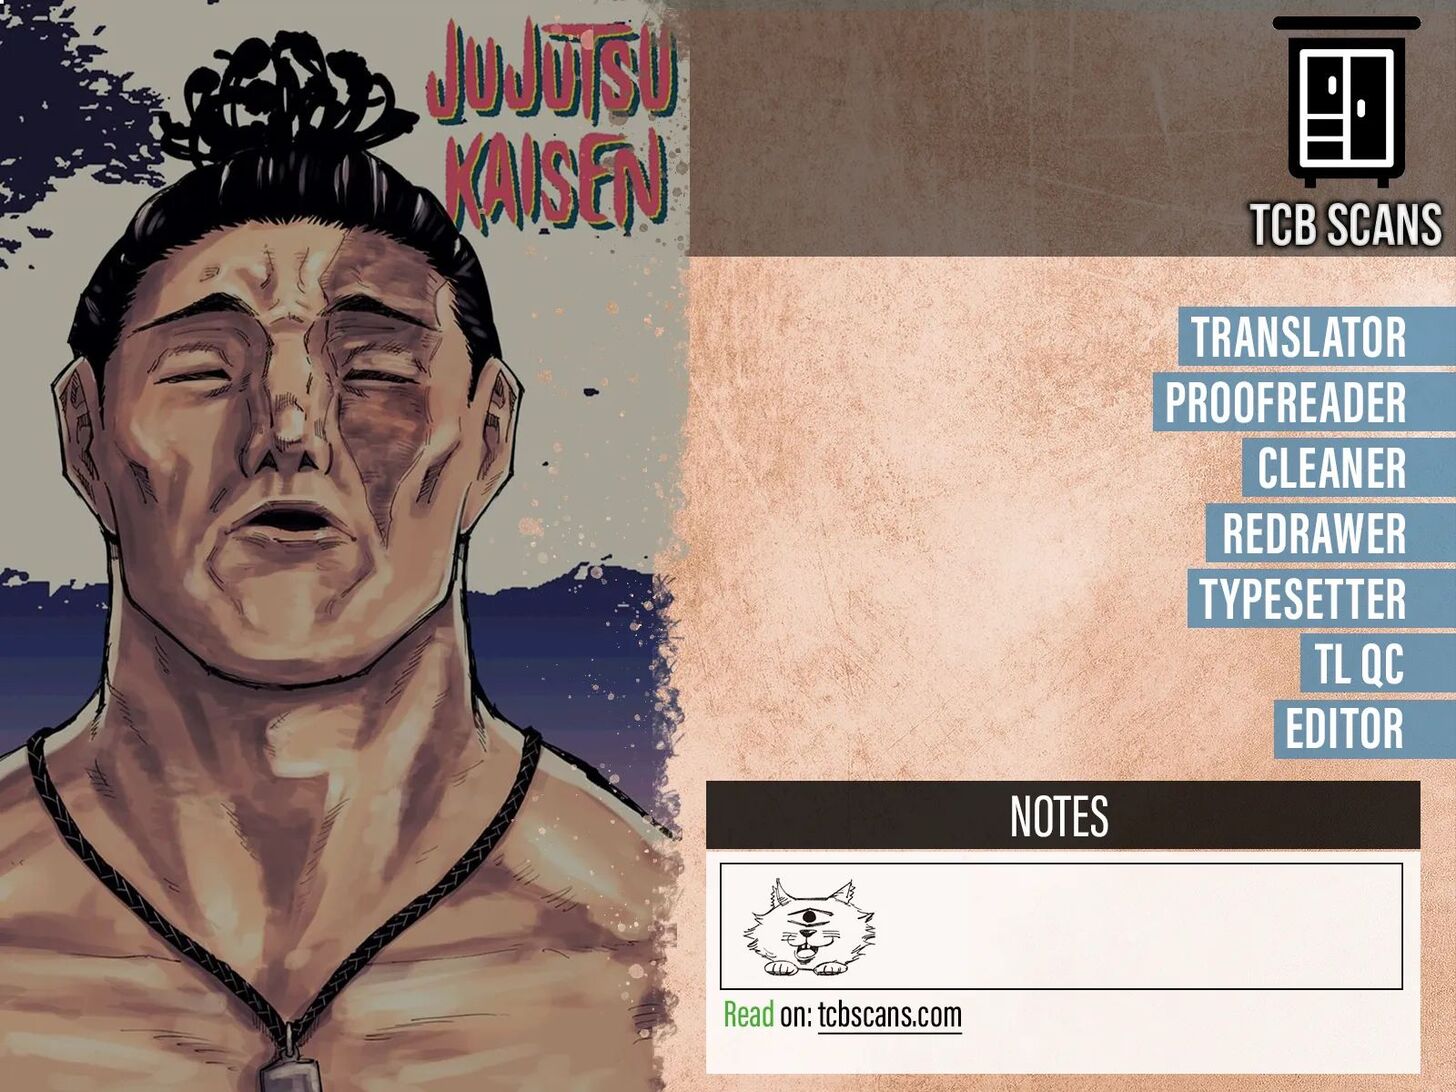 JUJUTSU
KAISEN
TCB SCANS
TRANSLATOR
PROOFREADER
CLEANER
REDRAWER
TYPESETTER
TL QC
EDITOR
NOTES
Read on: tcbscans.com